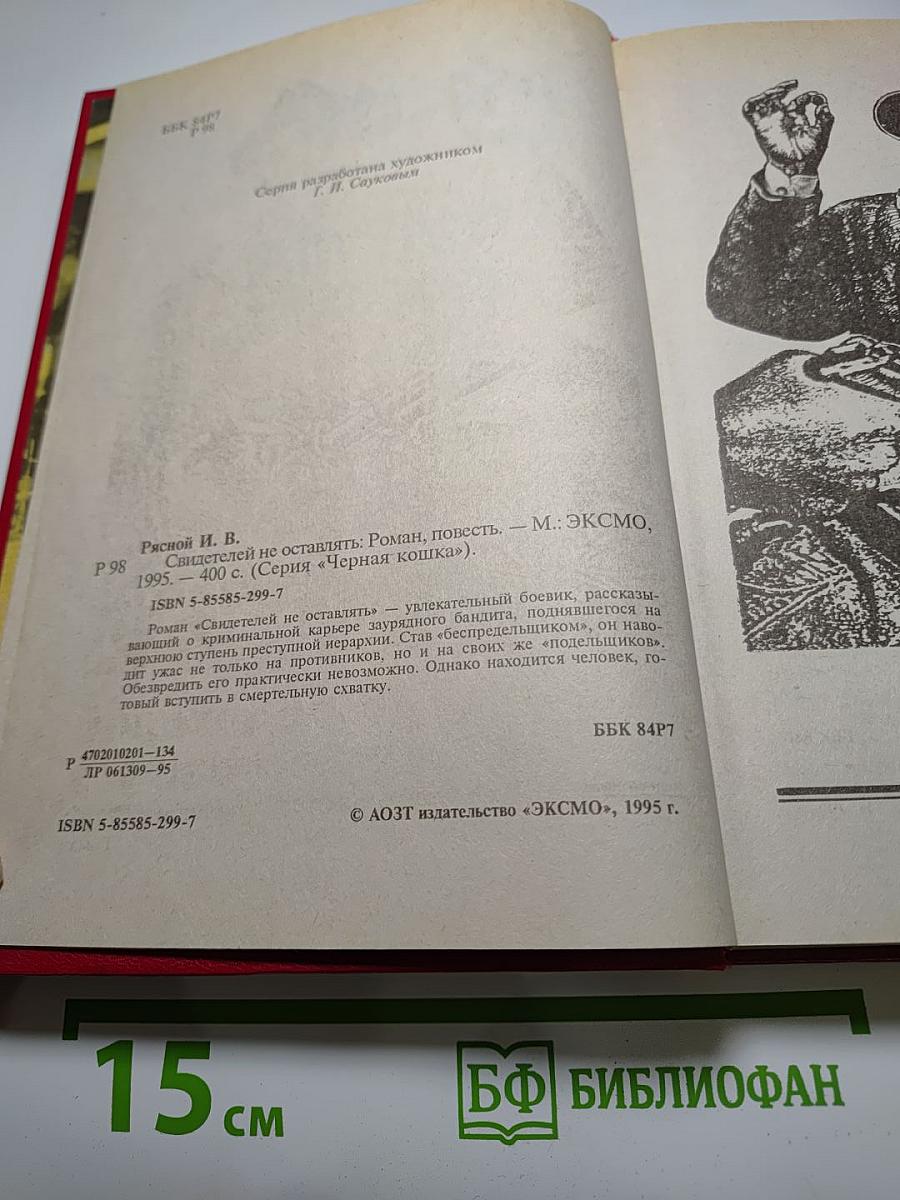 ББК 84Р7
Р 98
Серия разработана художником
Г. И. Сауковым
Рясной И. В.
Р 98 Свидетелей не оставлять: Роман, повесть. — М.: ЭКСМО,
1995. — 400 с. (Серия «Черная кошка»).
ISBN 5-85585-299-7
Роман «Свидетелей не оставлять» — увлекательный боевик, рассказы-
вающий о криминальной карьере заурядного бандита, поднявшегося на
верхнюю ступень преступной иерархии. Став «беспредельщиком», он наво-
дит ужас не только на противников, но и на своих же «подельщиков».
Обезвредить его практически невозможно. Однако находится человек, го-
товый вступить в смертельную схватку.
ББК 84Р7
Р 4702010201—134
ЛР 061309—95
ISBN 5-85585-299-7
© АОЗТ издательство «ЭКСМО», 1995 г.
15 см
БФ БИБЛИОФАН